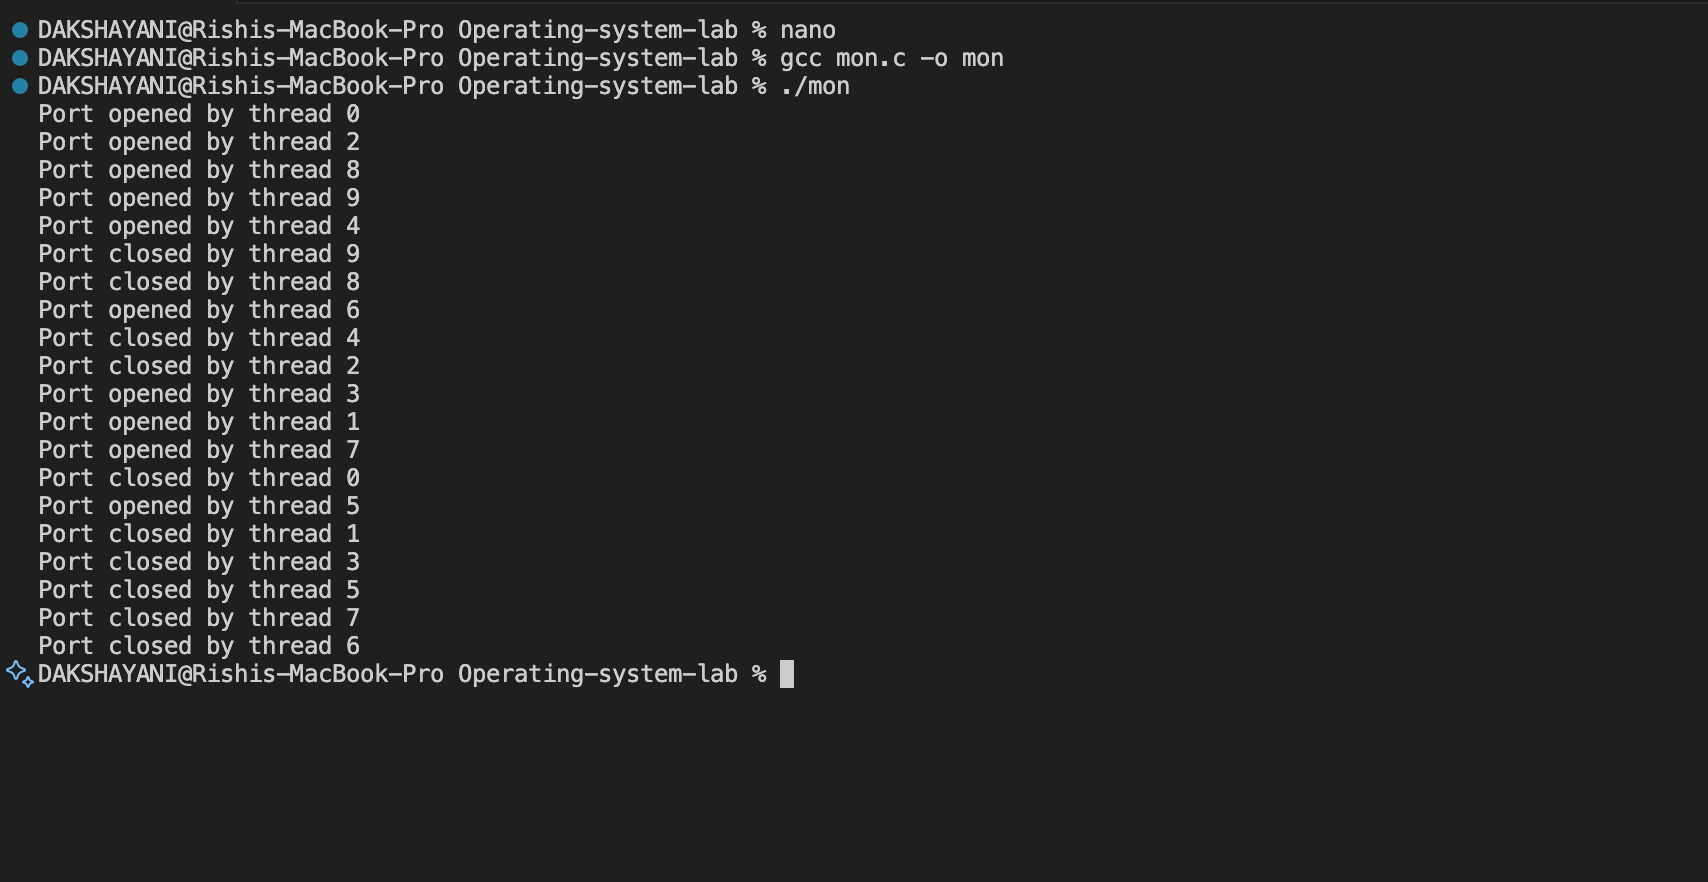 DAKSHAYANI@Rishis-MacBook-Pro Operating-system-lab % nano
DAKSHAYANI@Rishis-MacBook-Pro Operating-system-lab % gcc mon.c -o mon
DAKSHAYANI@Rishis-MacBook-Pro Operating-system-lab % ./mon
Port opened by thread 0
Port opened by thread 2
Port opened by thread 8
Port opened by thread 9
Port opened by thread 4
Port closed by thread 9
Port closed by thread 8
Port opened by thread 6
Port closed by thread 4
Port closed by thread 2
Port opened by thread 3
Port opened by thread 1
Port opened by thread 7
Port closed by thread 0
Port opened by thread 5
Port closed by thread 1
Port closed by thread 3
Port closed by thread 5
Port closed by thread 7
Port closed by thread 6
DAKSHAYANI@Rishis-MacBook-Pro Operating-system-lab %